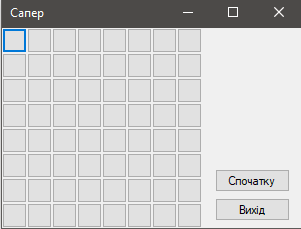 Сапер
Спочатку
Вихід